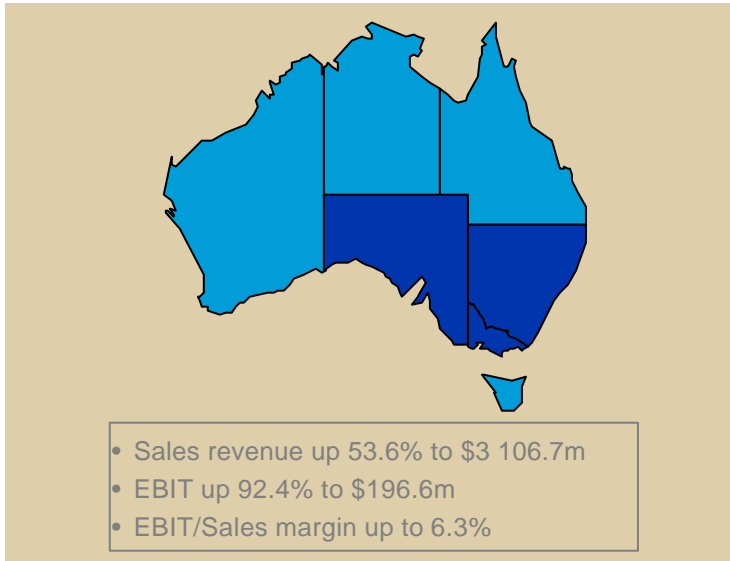 • Sales revenue up 53.6% to $3 106.7m
• EBIT up 92.4% to $196.6m
• EBIT/Sales margin up to 6.3%